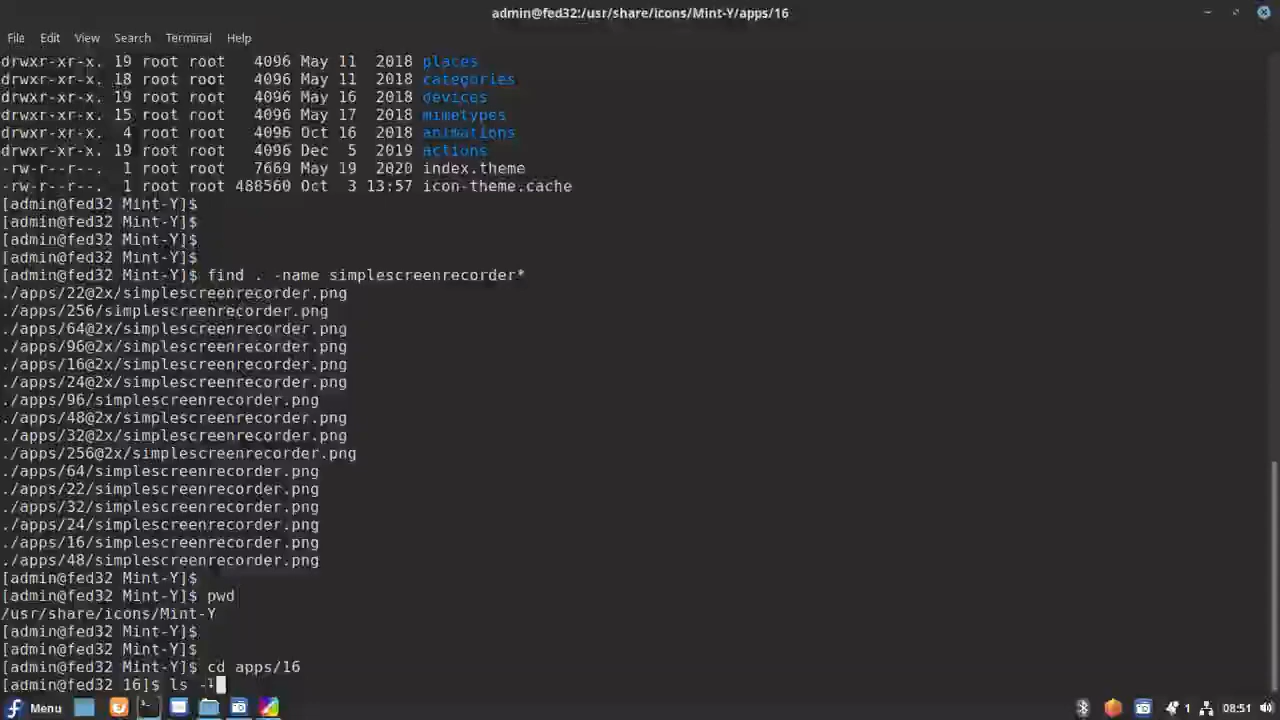 admin@fed32:/usr/share/icons/Mint-Y/apps/16
File Edit View Search Terminal Help
drwxr-xr-x. 19 root root   4096 May 11  2018 places
drwxr-xr-x. 18 root root   4096 May 11  2018 categories
drwxr-xr-x. 19 root root   4096 May 16  2018 devices
drwxr-xr-x. 15 root root   4096 May 17  2018 mimetypes
drwxr-xr-x.  4 root root   4096 Oct 16  2018 animations
drwxr-xr-x. 19 root root   4096 Dec  5  2019 actions
-rw-r--r--.  1 root root   7669 May 19  2020 index.theme
-rw-r--r--.  1 root root 488560 Oct  3 13:57 icon-theme.cache
[admin@fed32 Mint-Y]$
[admin@fed32 Mint-Y]$
[admin@fed32 Mint-Y]$
[admin@fed32 Mint-Y]$
[admin@fed32 Mint-Y]$ find . -name simplescreenrecorder*
./apps/22@2x/simplescreenrecorder.png
./apps/256/simplescreenrecorder.png
./apps/64@2x/simplescreenrecorder.png
./apps/96@2x/simplescreenrecorder.png
./apps/16@2x/simplescreenrecorder.png
./apps/24@2x/simplescreenrecorder.png
./apps/96/simplescreenrecorder.png
./apps/48@2x/simplescreenrecorder.png
./apps/32@2x/simplescreenrecorder.png
./apps/256@2x/simplescreenrecorder.png
./apps/64/simplescreenrecorder.png
./apps/22/simplescreenrecorder.png
./apps/32/simplescreenrecorder.png
./apps/24/simplescreenrecorder.png
./apps/16/simplescreenrecorder.png
./apps/48/simplescreenrecorder.png
[admin@fed32 Mint-Y]$
[admin@fed32 Mint-Y]$ pwd
/usr/share/icons/Mint-Y
[admin@fed32 Mint-Y]$
[admin@fed32 Mint-Y]$
[admin@fed32 Mint-Y]$ cd apps/16
[admin@fed32 16]$ ls -l
Menu 1 08:51